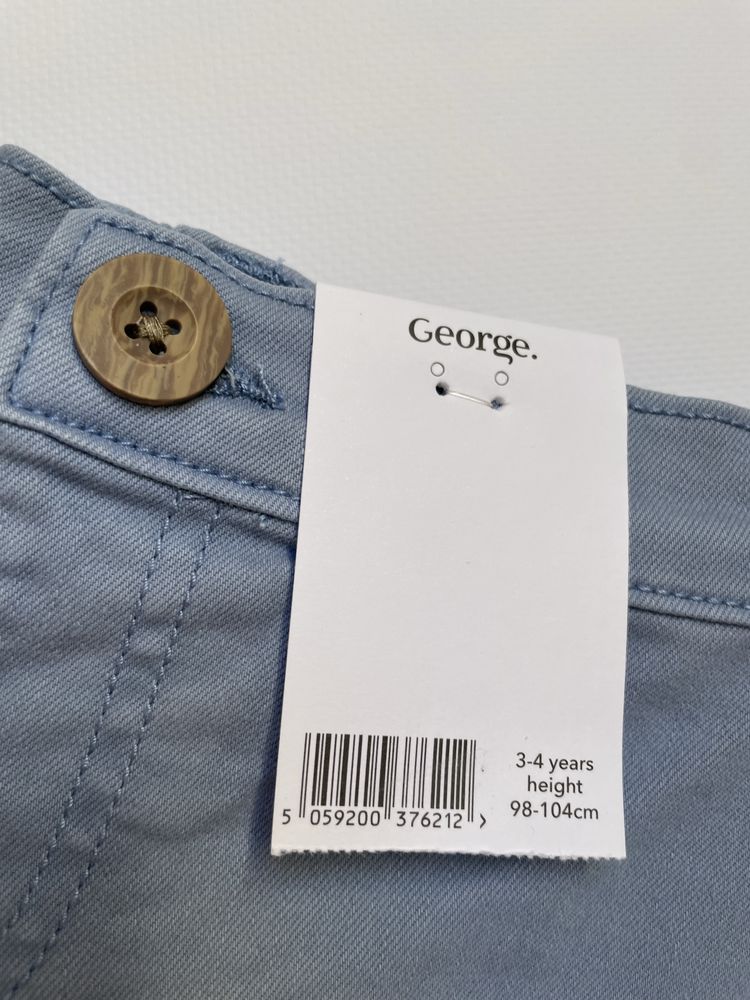 George.
3-4 years
height
98-104cm
5 059200 376212 >